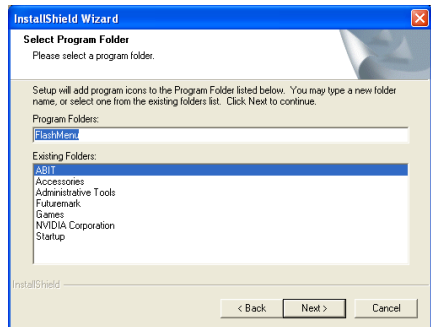 InstallShield Wizard
Select Program Folder
Please select a program folder.
Setup will add program icons to the Program Folder listed below. You may type a new folder
name, or select one from the existing folders list. Click Next to continue.
Program Folders:
FlashMenu
Existing Folders:
ABIT
Accessories
Administrative Tools
Futuremark
Games
NVIDIA Corporation
Startup
InstallShield
< Back Next > Cancel